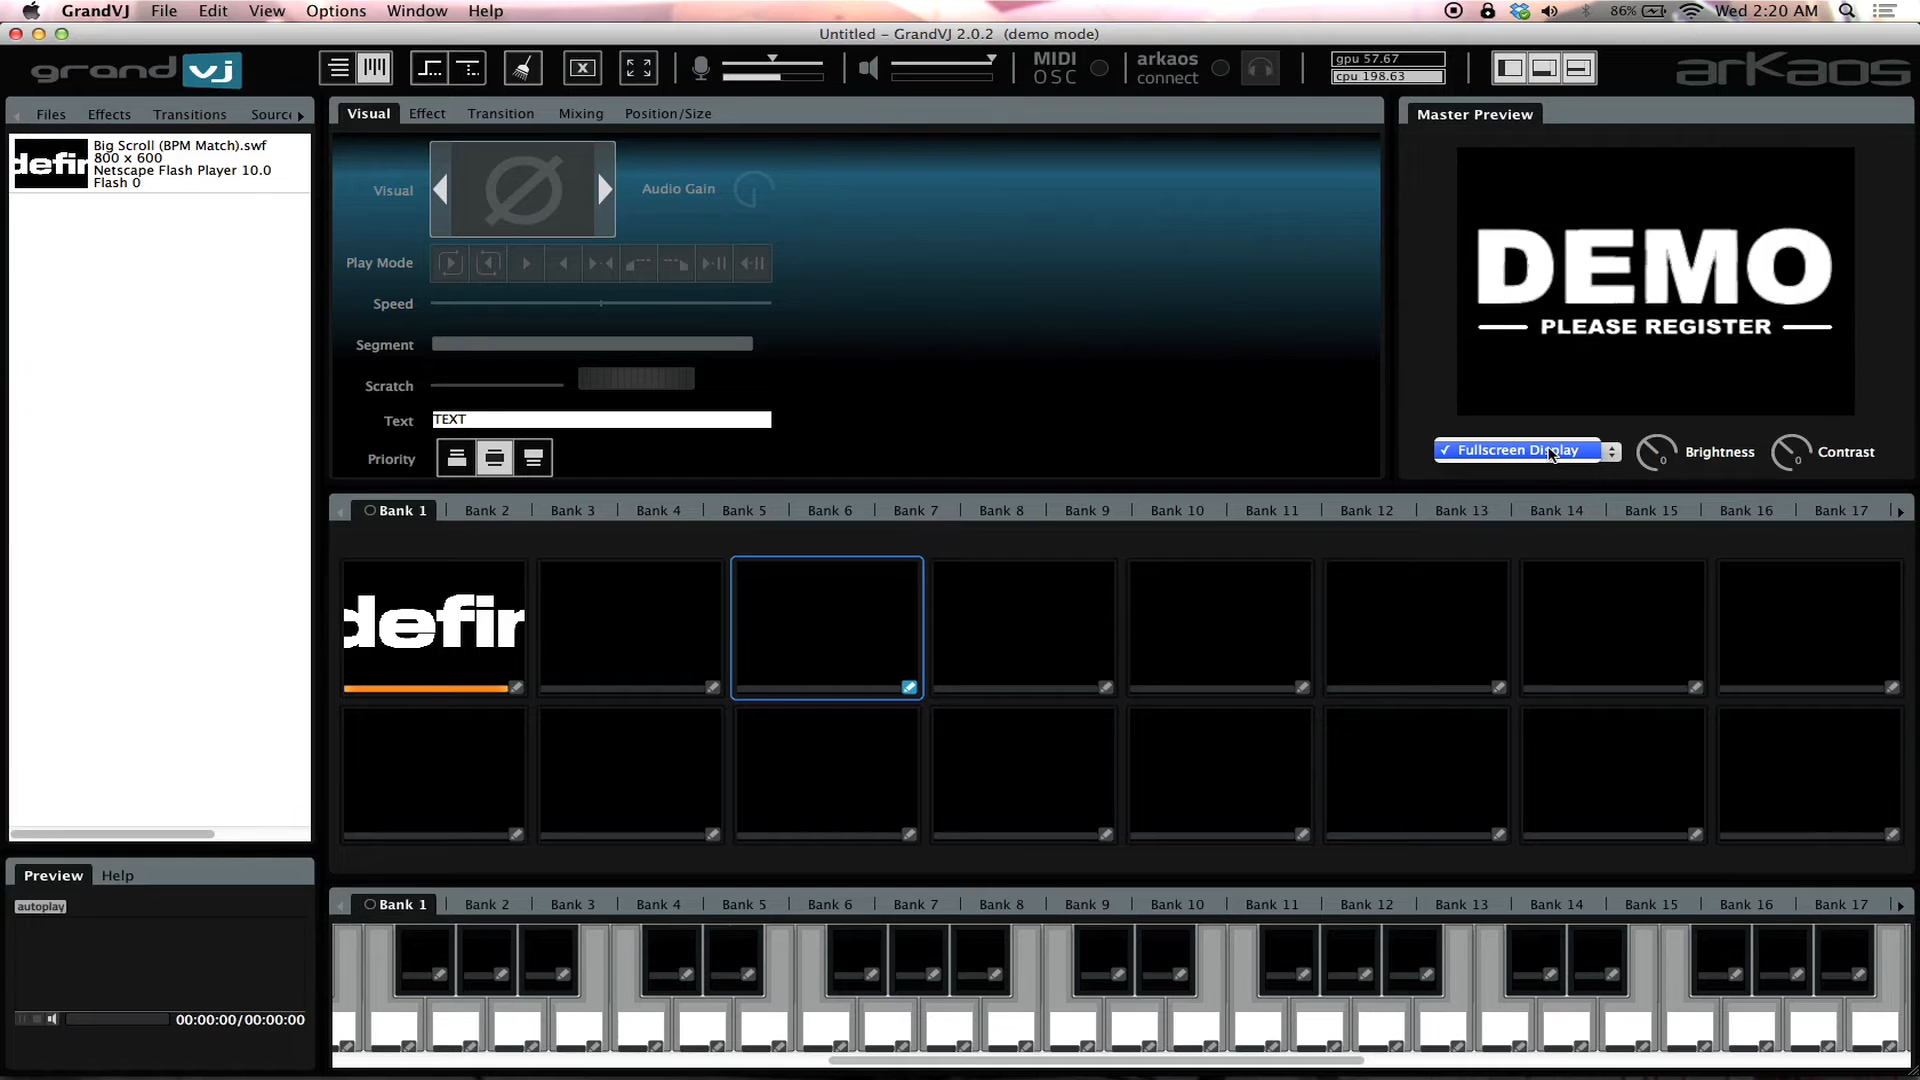 GrandVJ File Edit View Options Window Help 86% Wed 2:20 AM
Untitled – GrandVJ 2.0.2 (demo mode)
grand vj MIDI OSC arkaos connect gpu 57.67 cpu 198.63 arkaos
Files Effects Transitions Source
Big Scroll (BPM Match).swf
800 x 600
Netscape Flash Player 10.0
Flash 0
defin
Visual Effect Transition Mixing Position/Size
Visual Audio Gain
Play Mode
Speed
Segment
Scratch
Text TEXT
Priority
Master Preview
DEMO
PLEASE REGISTER
✓ Fullscreen Display 0 Brightness 0 Contrast
Bank 1 Bank 2 Bank 3 Bank 4 Bank 5 Bank 6 Bank 7 Bank 8 Bank 9 Bank 10 Bank 11 Bank 12 Bank 13 Bank 14 Bank 15 Bank 16 Bank 17
defin
Preview Help
autoplay
00:00:00/00:00:00
Bank 1 Bank 2 Bank 3 Bank 4 Bank 5 Bank 6 Bank 7 Bank 8 Bank 9 Bank 10 Bank 11 Bank 12 Bank 13 Bank 14 Bank 15 Bank 16 Bank 17